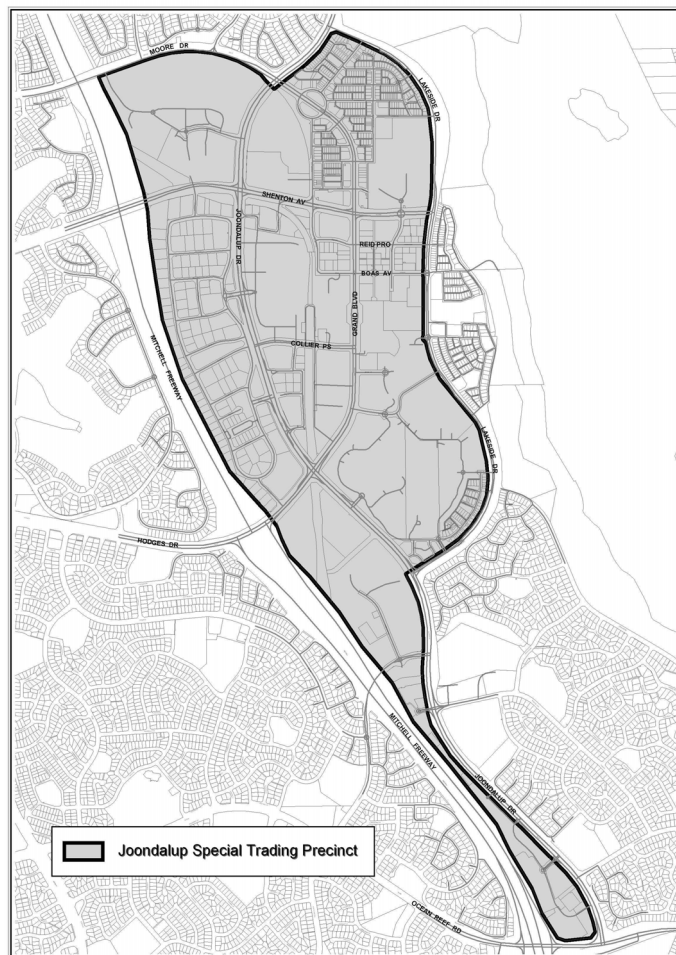 MOORE DR
LAKESIDE DR
SHENTON AV
JOONDALUP DR
REID PRO
BOAS AV
GRAND BLVD
COLLIER PS
MITCHELL FREEWAY
LAKESIDE DR
HODGES DR
MITCHELL FREEWAY
JOONDALUP DR
Joondalup Special Trading Precinct
OCEAN REEF RD